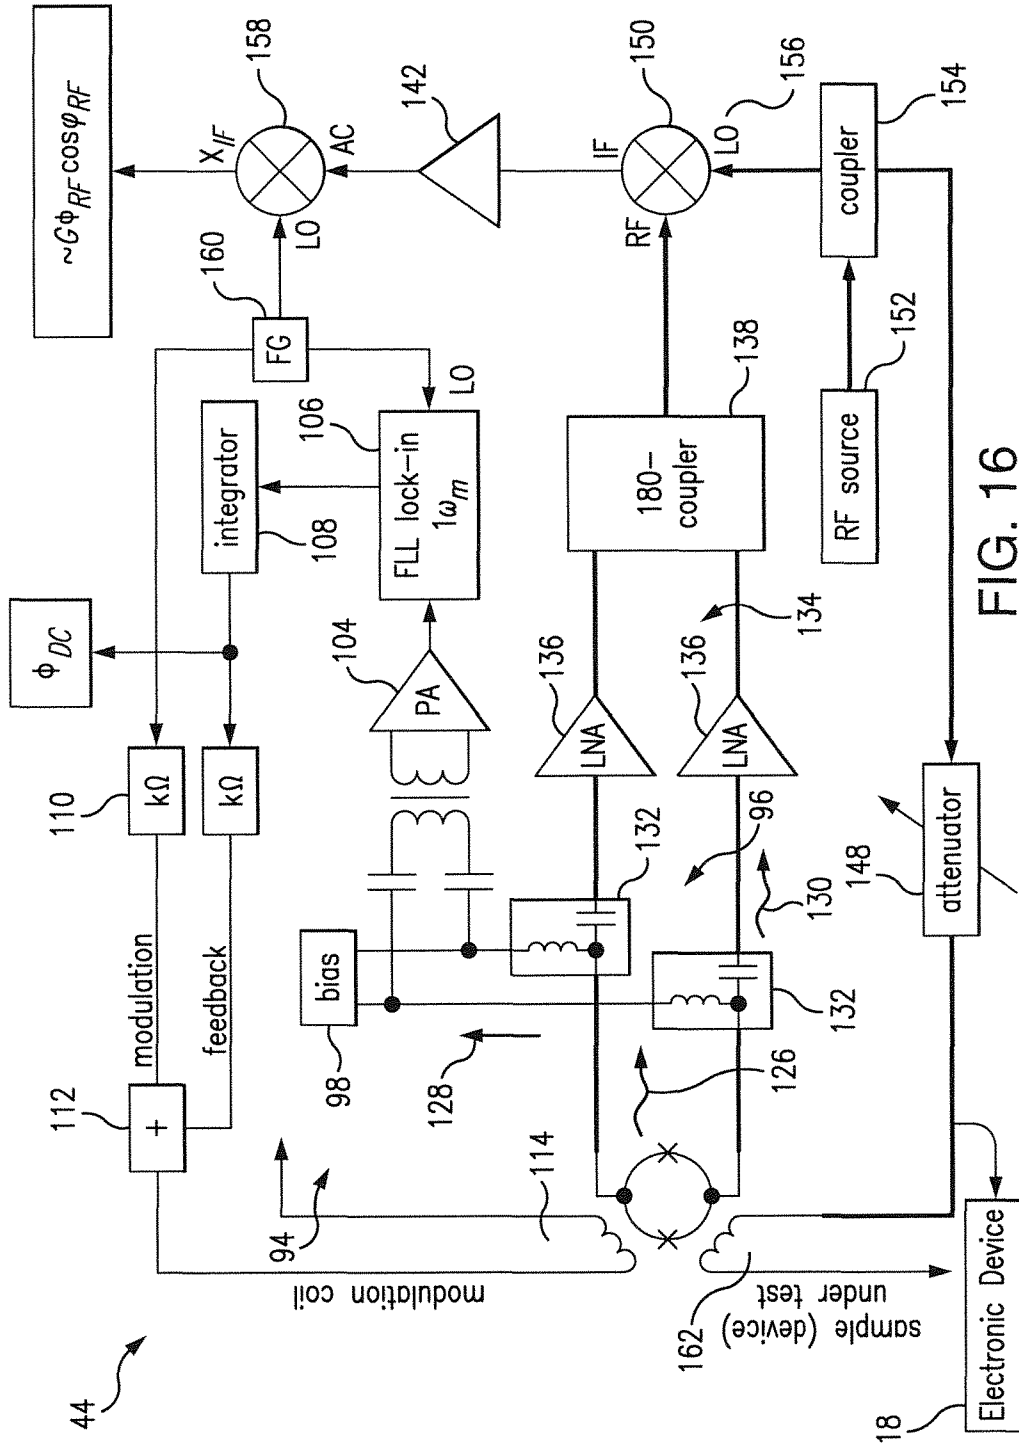 44
94
modulation coil
114
112
+
modulation
feedback
110
kΩ
kΩ
ϕDC
integrator
108
160
FG
LO
LO
~GϕRF cosφRF
XIF
158
AC
142
98
bias
128
PA
104
FLL lock-in
1ωm
106
132
132
126
130
96
LNA
136
LNA
136
134
180-
coupler
138
RF
IF
150
LO
156
RF source
152
coupler
154
attenuator
148
162
sample (device)
under test
Electronic Device
18
FIG. 16